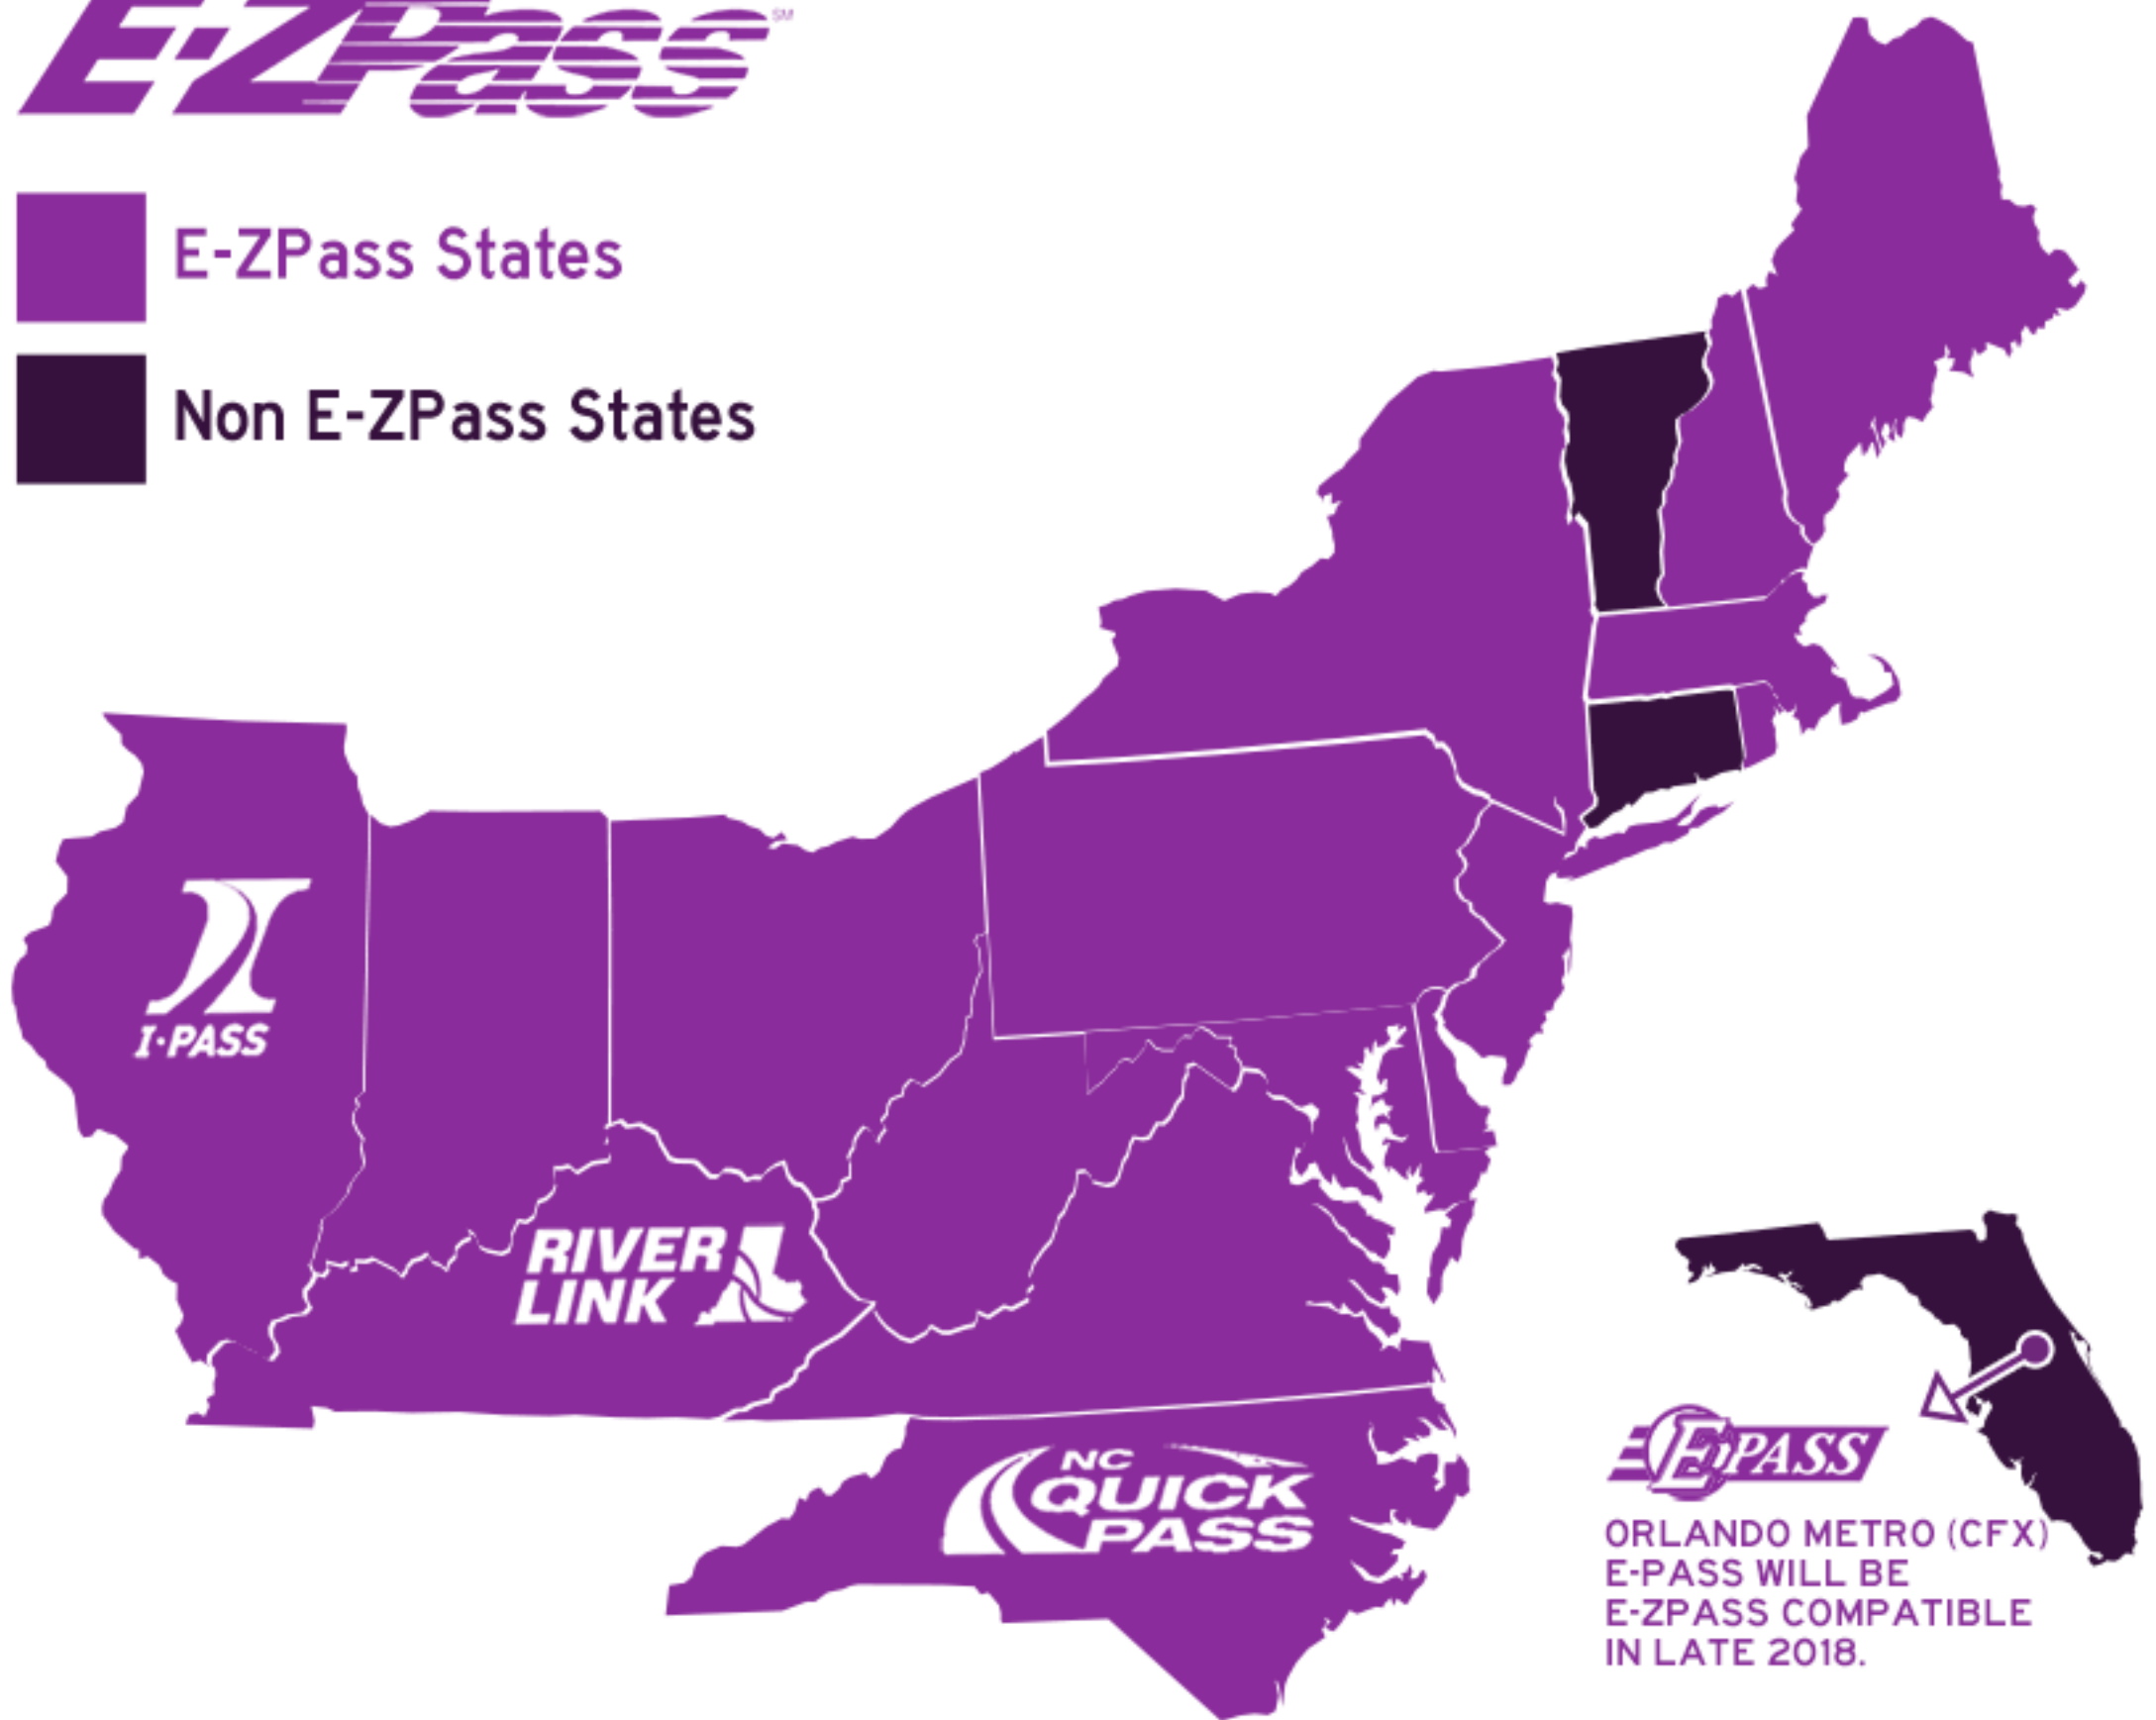 E-ZPass SM
E-ZPass States
Non E-ZPass States
I·PASS
RIVER
LINK
NC
QUICK
PASS
E PASS
ORLANDO METRO (CFX)
E-PASS WILL BE
E-ZPASS COMPATIBLE
IN LATE 2018.